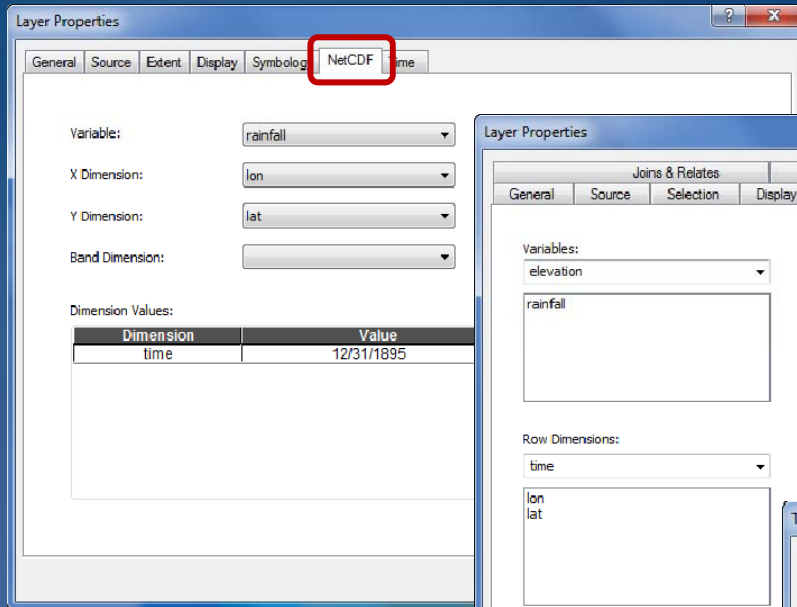 Layer Properties
General Source Extent Display Symbolog NetCDF Time
Variable: rainfall
X Dimension: lon
Y Dimension: lat
Band Dimension:
Dimension Values:
Dimension Value
time 12/31/1895
Layer Properties
Joins & Relates
General Source Selection Display
Variables:
elevation
rainfall
Row Dimensions:
time
lon
lat
T